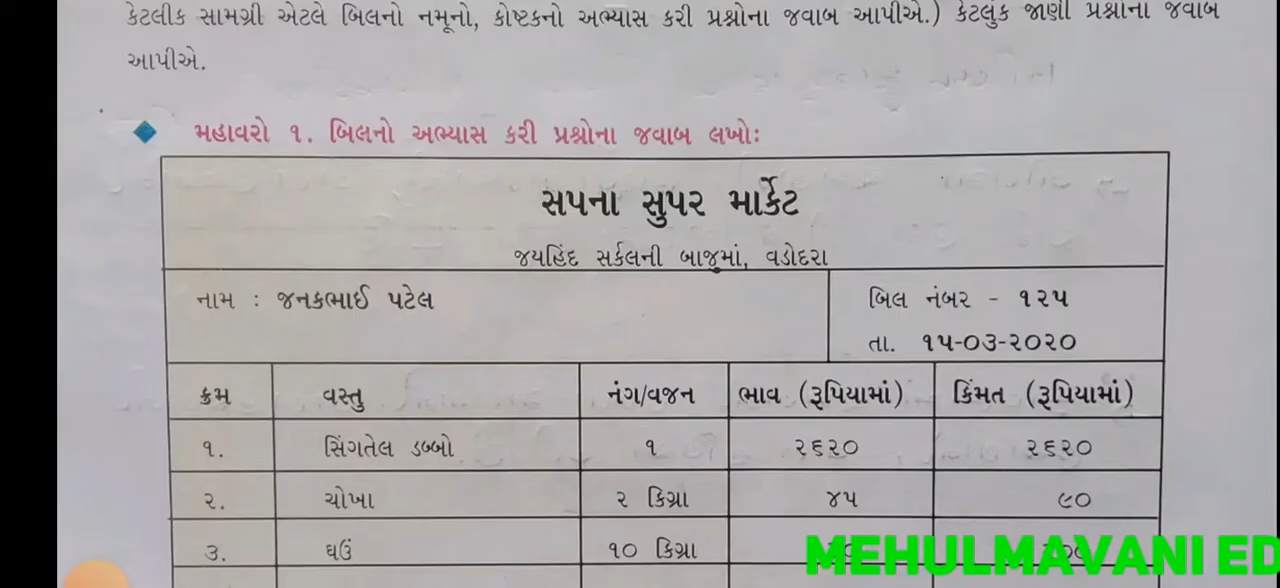 કેટલીક સામગ્રી એટલે બિલનો નમૂનો, કોષ્ટકનો અભ્યાસ કરી પ્રશ્નોના જવાબ આપીએ.) કેટલુંક જાણી પ્રશ્નોના જવાબ
આપીએ.
મહાવરો ૧. બિલનો અભ્યાસ કરી પ્રશ્નોના જવાબ લખો:
સપના સુપર માર્કેટ
જયહિંદ સર્કલની બાજુમાં, વડોદરા
નામ : જનકભાઈ પટેલ બિલ નંબર - ૧૨૫
તા. ૧૫-૦૩-૨૦૨૦
ક્રમ વસ્તુ નંગ/વજન ભાવ (રૂપિયામાં) કિંમત (રૂપિયામાં)
૧. સિંગતેલ ડબ્બો ૧ ૨૬૨૦ ૨૬૨૦
૨. ચોખા ૨ કિગ્રા ૪૫ ૯૦
૩. ઘઉં ૧૦ કિગ્રા
MEHULMAVANI ED